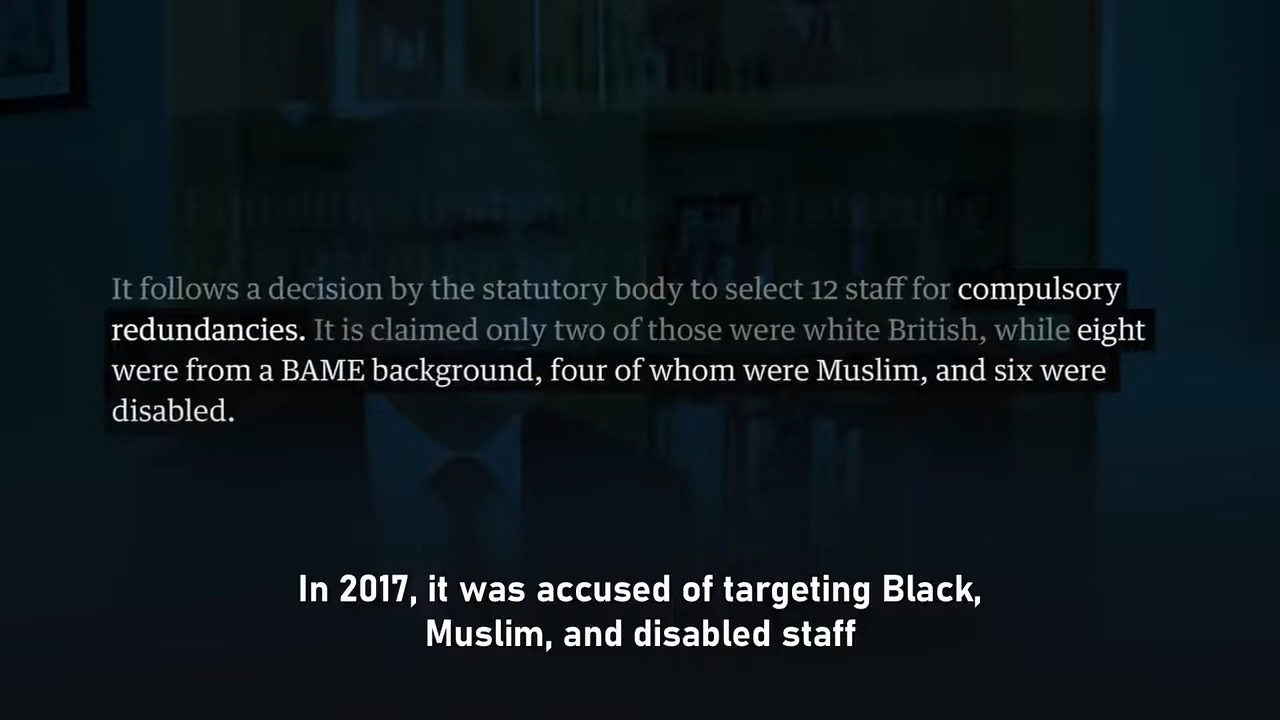 It follows a decision by the statutory body to select 12 staff for compulsory
redundancies. It is claimed only two of those were white British, while eight
were from a BAME background, four of whom were Muslim, and six were
disabled.
In 2017, it was accused of targeting Black,
Muslim, and disabled staff